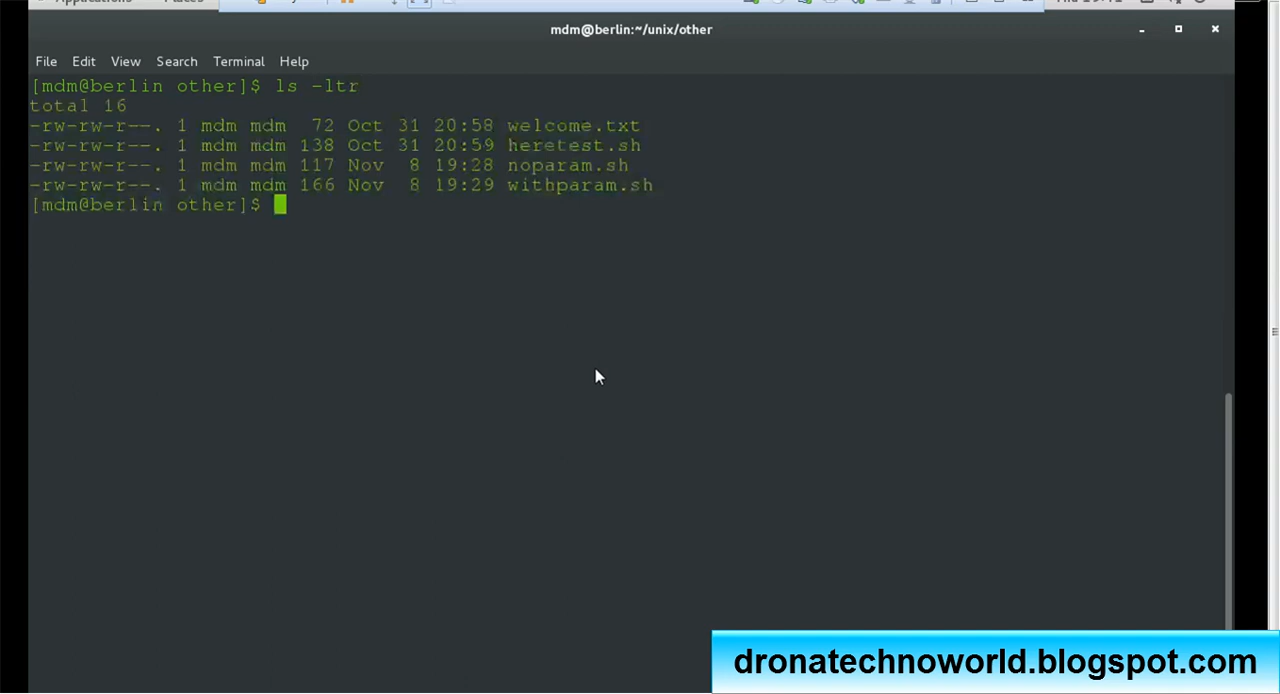 mdm@berlin:~/unix/other
File Edit View Search Terminal Help
[mdm@berlin other]$ ls -ltr
total 16
-rw-rw-r--. 1 mdm mdm 72 Oct 31 20:58 welcome.txt
-rw-rw-r--. 1 mdm mdm 138 Oct 31 20:59 heretest.sh
-rw-rw-r--. 1 mdm mdm 117 Nov 8 19:28 noparam.sh
-rw-rw-r--. 1 mdm mdm 166 Nov 8 19:29 withparam.sh
[mdm@berlin other]$
dronatechnoworld.blogspot.com